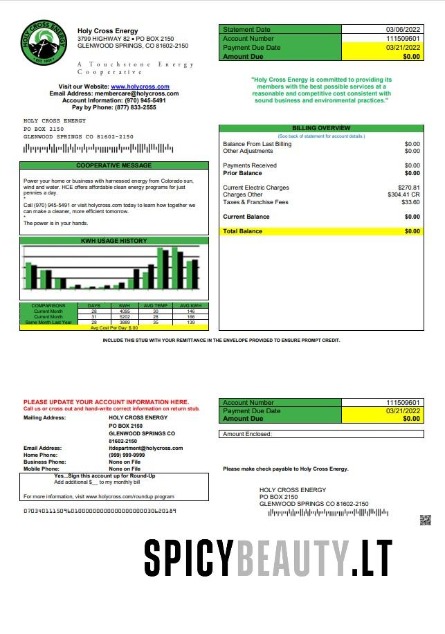 HOLY CROSS ENERGY
Holy Cross Energy
3799 HIGHWAY 82 • PO BOX 2150
GLENWOOD SPRINGS, CO 81602-2150
A Touchstone Energy
Cooperative
Visit our Website: www.holycross.com
Email Address: membercare@holycross.com
Account Information: (970) 945-5491
Pay by Phone: (877) 833-2555
HOLY CROSS ENERGY
PO BOX 2150
GLENWOOD SPRINGS CO 81602-2150
Statement Date 03/06/2022
Account Number 111509601
Payment Due Date 03/21/2022
Amount Due $0.00
"Holy Cross Energy is committed to providing its
members with the best possible services at a
reasonable and competitive cost consistent with
sound business and environmental practices."
COOPERATIVE MESSAGE
Power your home or business with harnessed energy from Colorado sun,
wind and water. HCE offers affordable clean energy programs for just
pennies a day.
*
Call (970) 945-5491 or visit holycross.com today to learn how together we
can make a cleaner, more efficient tomorrow.
*
The power is in your hands.
BILLING OVERVIEW
(See back of statement for account details)
Balance From Last Billing $0.00
Other Adjustments $0.00
Payments Received $0.00
Prior Balance $0.00
Current Electric Charges $270.81
Charges Other $304.41 CR
Taxes & Franchise Fees $33.60
Current Balance $0.00
Total Balance $0.00
KWH USAGE HISTORY
COMPARISONS DAYS KWH AVG TEMP AVG KWH
Current Month 28 4095 30 146
Current Month 31 5202 28 168
Same Month Last Year 28 35 130
Avg Cost Per Day: $.00
INCLUDE THIS STUB WITH YOUR REMITTANCE IN THE ENVELOPE PROVIDED TO ENSURE PROMPT CREDIT.
PLEASE UPDATE YOUR ACCOUNT INFORMATION HERE.
Call us or cross out and hand-write correct information on return stub.
Mailing Address: HOLY CROSS ENERGY
PO BOX 2150
GLENWOOD SPRINGS CO
81602-2150
Email Address: itdepartment@holycross.com
Home Phone: (999) 999-9999
Business Phone: None on File
Mobile Phone: None on File
Yes..Sign this account up for Round-Up
Add additional $__ to my monthly bill
For more information, visit www.holycross.com/roundup program
Account Number 111509601
Payment Due Date 03/21/2022
Amount Due $0.00
Amount Enclosed:
Please make check payable to Holy Cross Energy.
HOLY CROSS ENERGY
PO BOX 2150
GLENWOOD SPRINGS CO 81602-2150
SPICYBEAUTY.LT